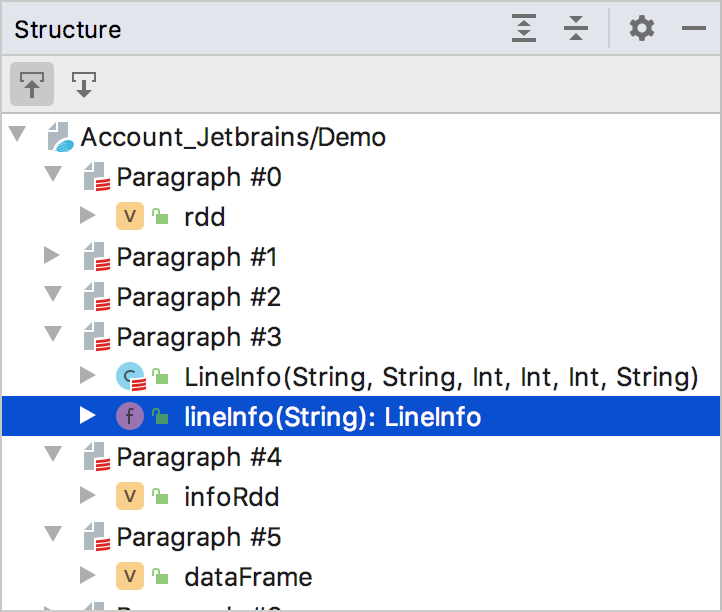 Structure
Account_Jetbrains/Demo
Paragraph #0
V rdd
Paragraph #1
Paragraph #2
Paragraph #3
C LineInfo(String, String, Int, Int, Int, String)
f lineInfo(String): LineInfo
Paragraph #4
V infoRdd
Paragraph #5
V dataFrame